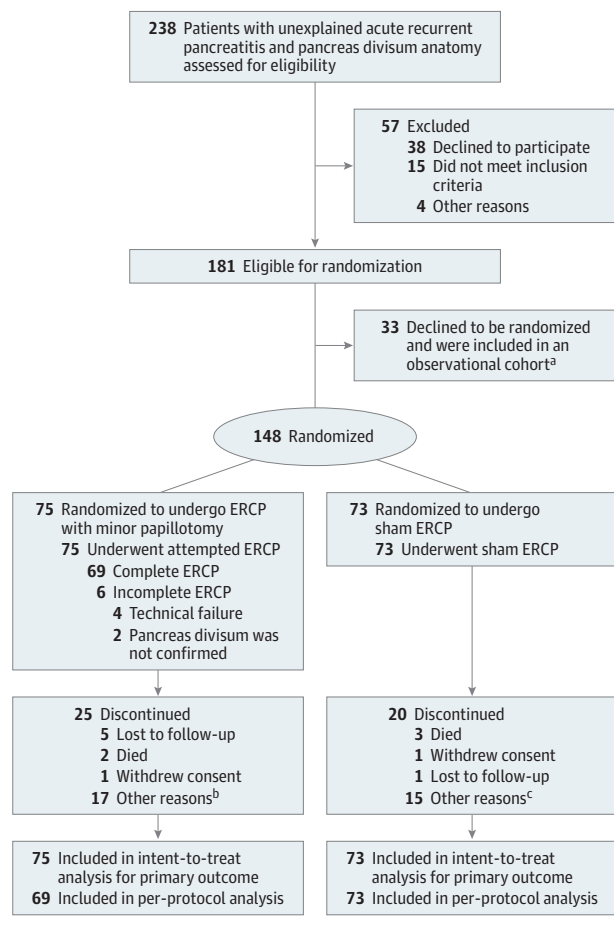 238 Patients with unexplained acute recurrent
pancreatitis and pancreas divisum anatomy
assessed for eligibility
57 Excluded
38 Declined to participate
15 Did not meet inclusion
criteria
4 Other reasons
181 Eligible for randomization
33 Declined to be randomized
and were included in an
observational cohortᵃ
148 Randomized
75 Randomized to undergo ERCP
with minor papillotomy
75 Underwent attempted ERCP
69 Complete ERCP
6 Incomplete ERCP
4 Technical failure
2 Pancreas divisum was
not confirmed
73 Randomized to undergo
sham ERCP
73 Underwent sham ERCP
25 Discontinued
5 Lost to follow-up
2 Died
1 Withdrew consent
17 Other reasonsᵇ
20 Discontinued
3 Died
1 Withdrew consent
1 Lost to follow-up
15 Other reasonsᶜ
75 Included in intent-to-treat
analysis for primary outcome
69 Included in per-protocol analysis
73 Included in intent-to-treat
analysis for primary outcome
73 Included in per-protocol analysis